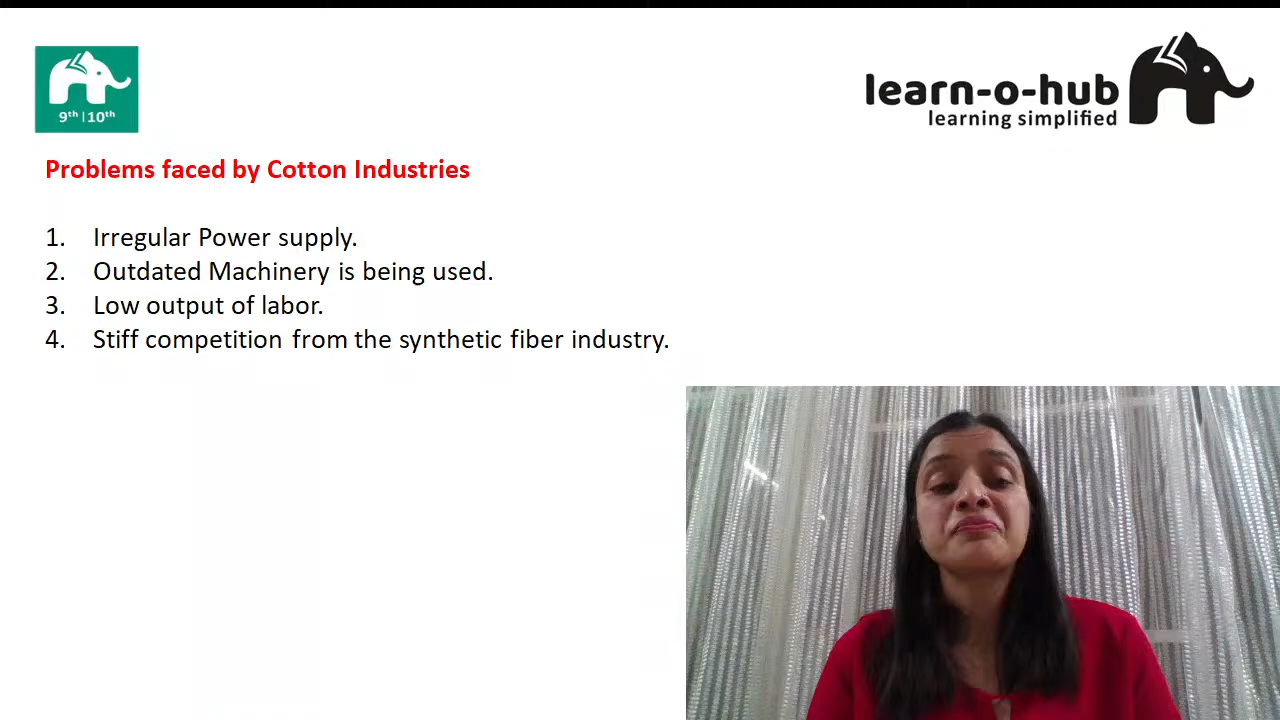 9th | 10th
learn-o-hub
learning simplified
Problems faced by Cotton Industries
1. Irregular Power supply.
2. Outdated Machinery is being used.
3. Low output of labor.
4. Stiff competition from the synthetic fiber industry.